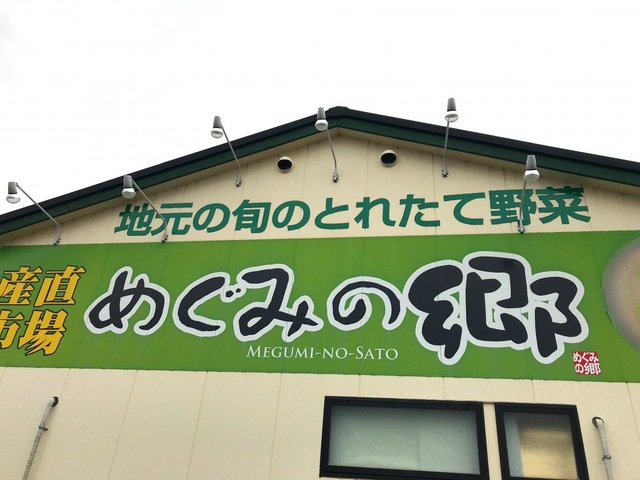 地元の旬のとれたて野菜
産直
市場
めぐみの郷
MEGUMI-NO-SATO
めぐみ
の郷